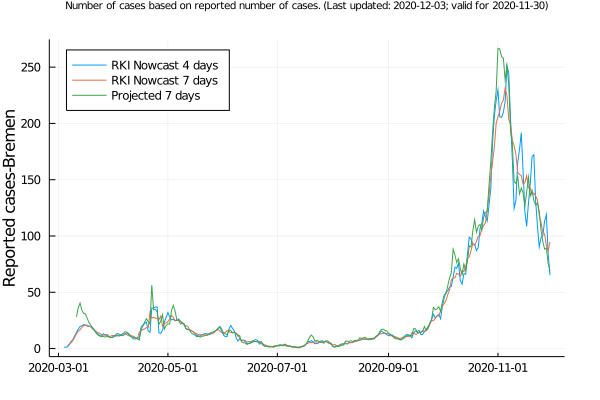 Number of cases based on reported number of cases. (Last updated: 2020-12-03; valid for 2020-11-30)
RKI Nowcast 4 days
RKI Nowcast 7 days
Projected 7 days
Reported cases-Bremen
250
200
150
100
50
0
2020-03-01 2020-05-01 2020-07-01 2020-09-01 2020-11-01